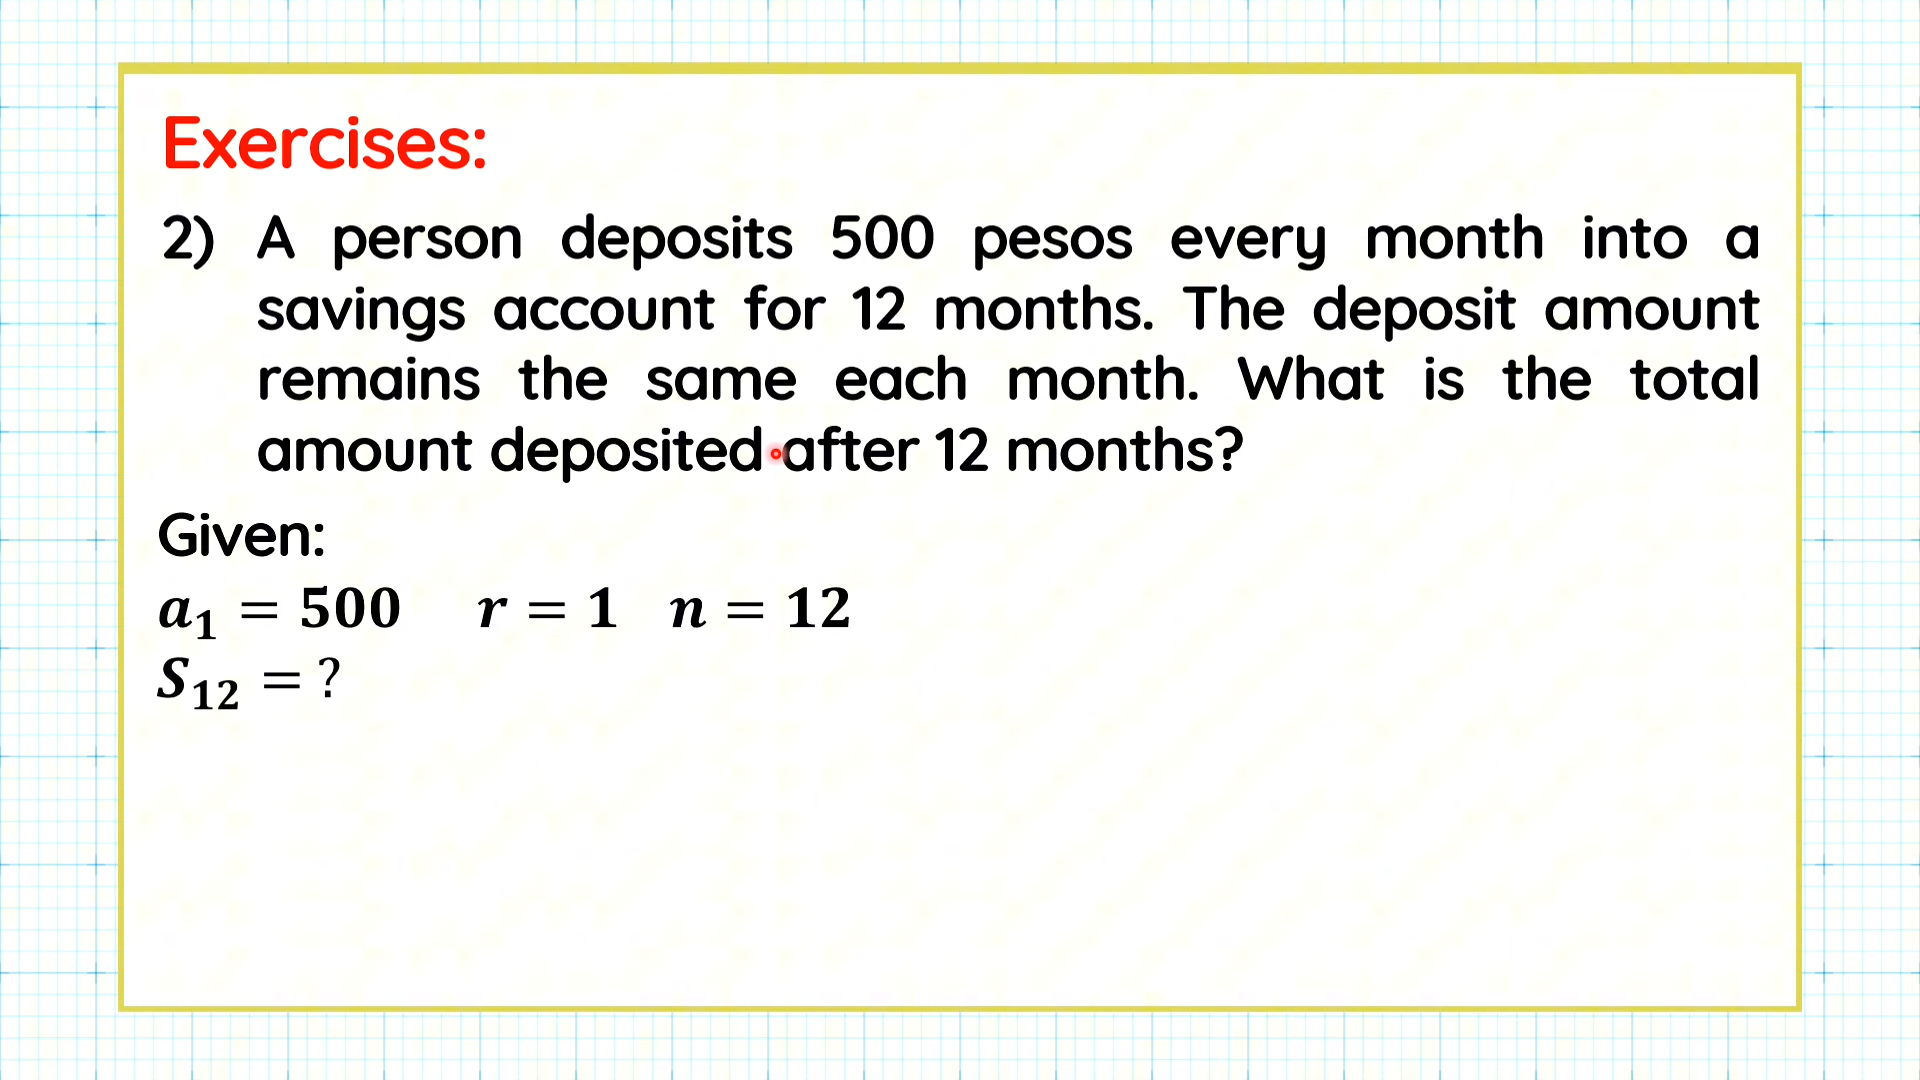 Exercises:
2) A person deposits 500 pesos every month into a
savings account for 12 months. The deposit amount
remains the same each month. What is the total
amount deposited after 12 months?
Given:
a₁ = 500 r = 1 n = 12
S₁₂ = ?